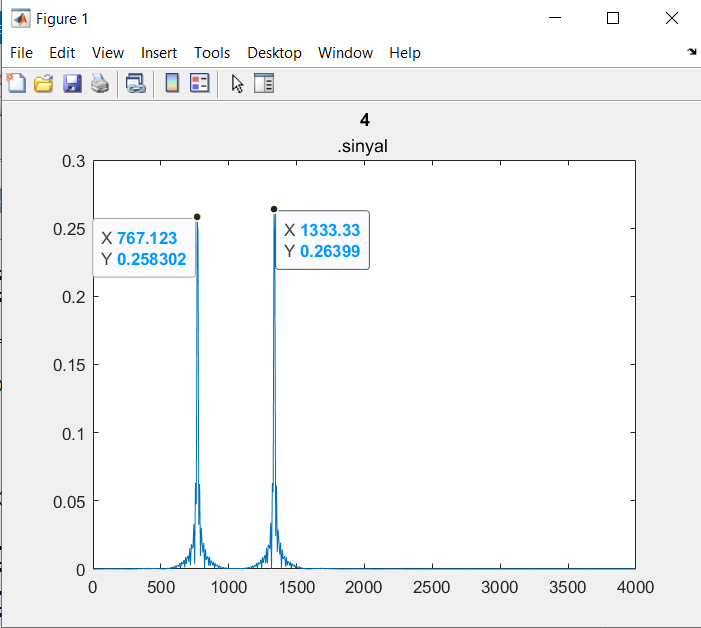 Figure 1
File Edit View Insert Tools Desktop Window Help
4
.sinyal
0.3
0.25
0.2
0.15
0.1
0.05
0
X 767.123
Y 0.258302
X 1333.33
Y 0.26399
0 500 1000 1500 2000 2500 3000 3500 4000